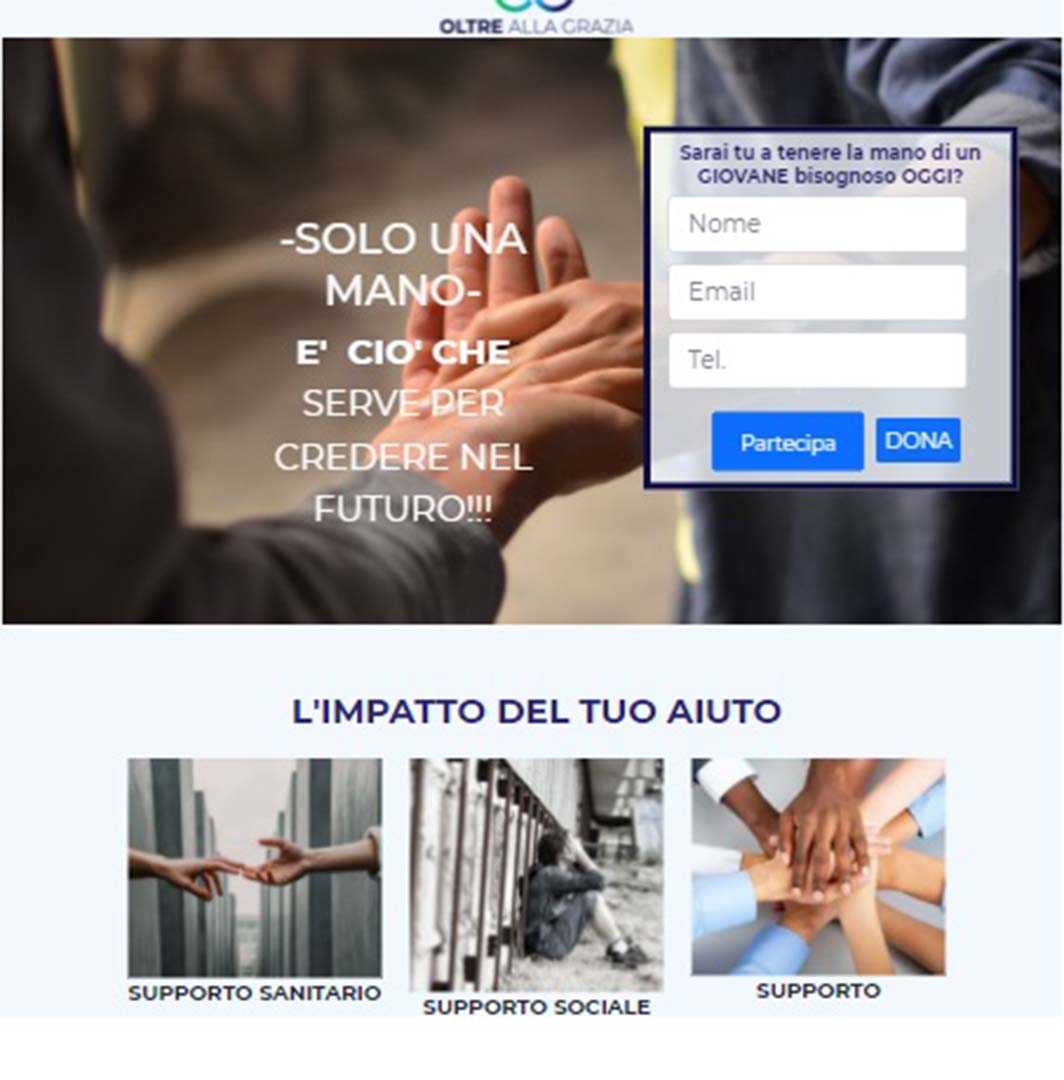 OLTRE ALLA GRAZIA
Sarai tu a tenere la mano di un
GIOVANE bisognoso OGGI?
Nome
Email
Tel.
Partecipa
DONA
-SOLO UNA
MANO-
E' CIO' CHE
SERVE PER
CREDERE NEL
FUTURO!!!
L'IMPATTO DEL TUO AIUTO
SUPPORTO SANITARIO
SUPPORTO SOCIALE
SUPPORTO